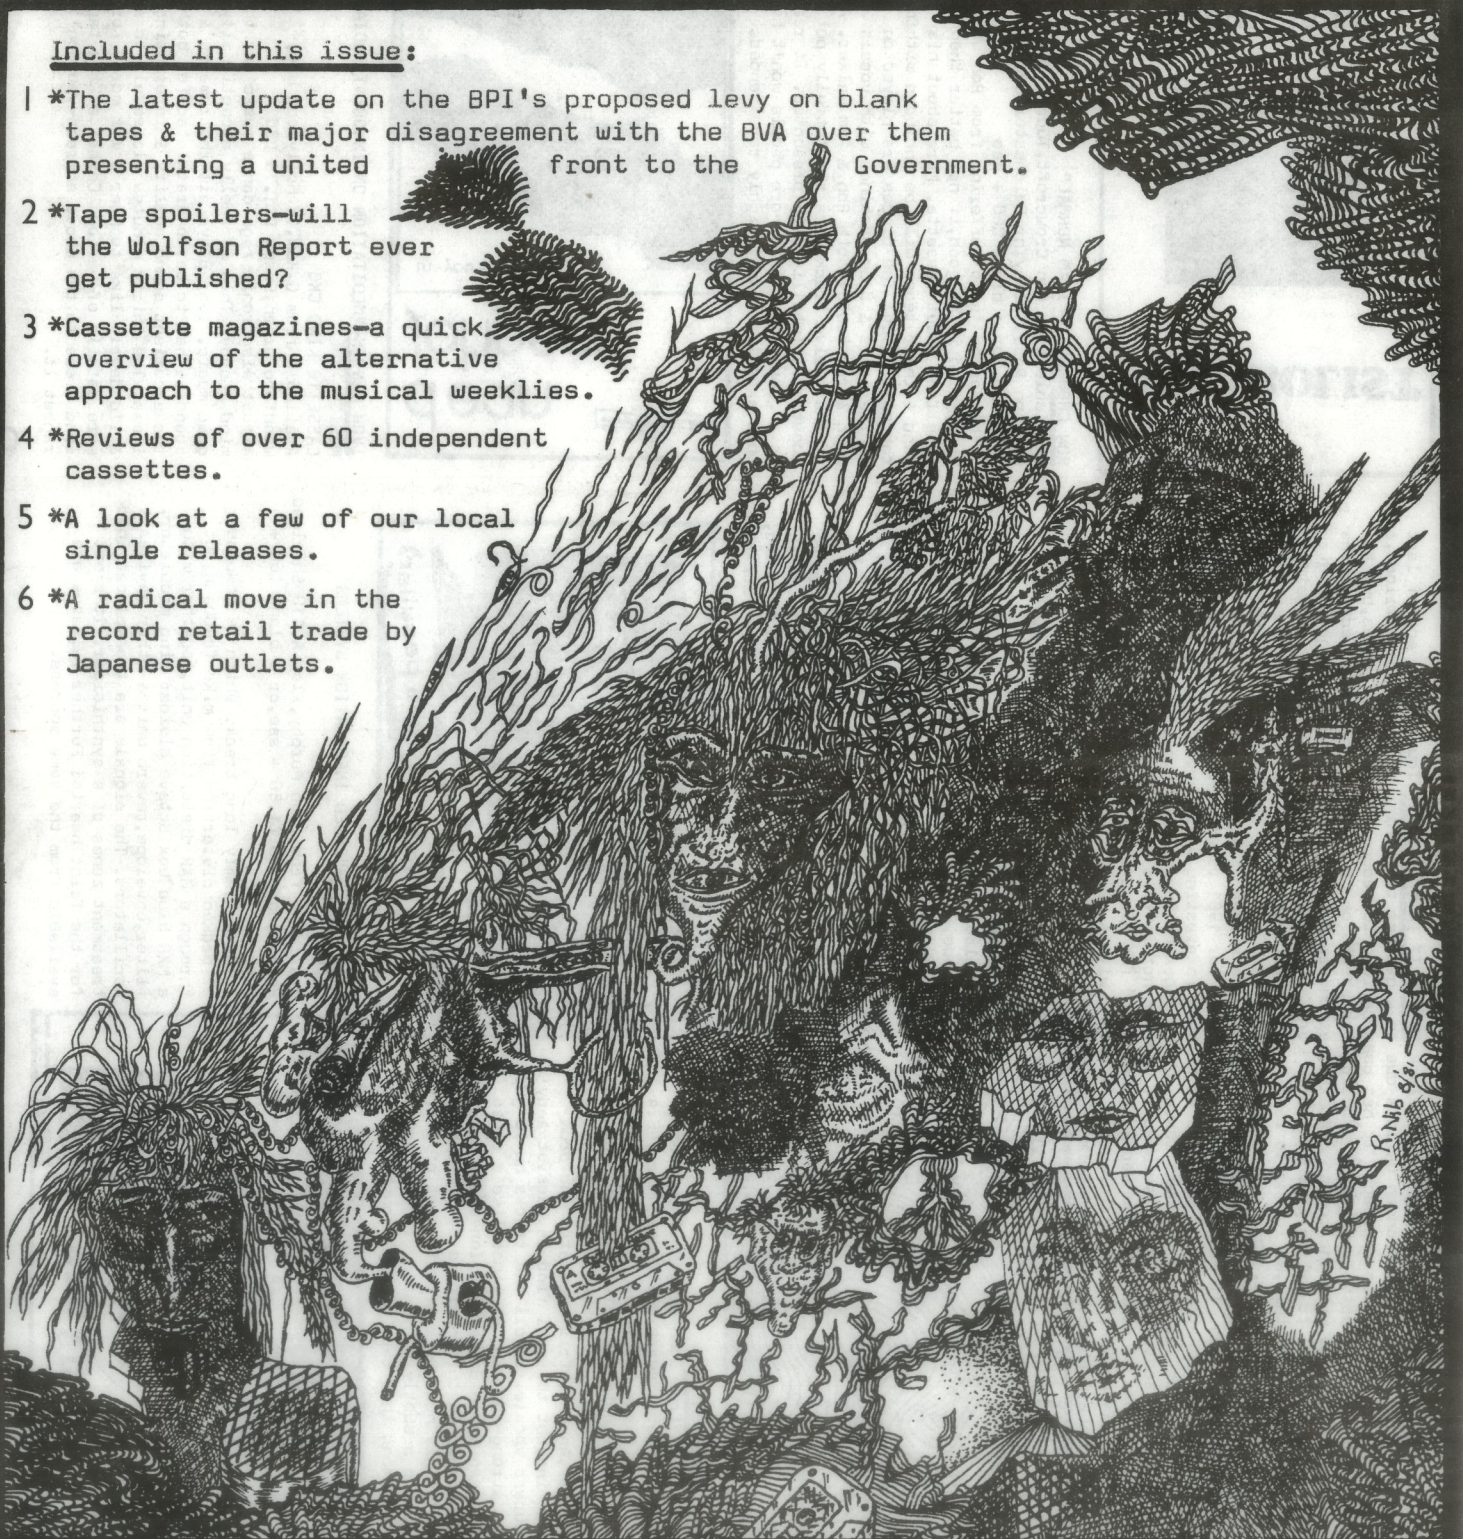 Included in this issue:
1 *The latest update on the BPI's proposed levy on blank
tapes & their major disagreement with the BVA over them
presenting a united front to the Government.
2 *Tape spoilers-will
the Wolfson Report ever
get published?
3 *Cassette magazines-a quick
overview of the alternative
approach to the musical weeklies.
4 *Reviews of over 60 independent
cassettes.
5 *A look at a few of our local
single releases.
6 *A radical move in the
record retail trade by
Japanese outlets.
R.Nib 6/81
A